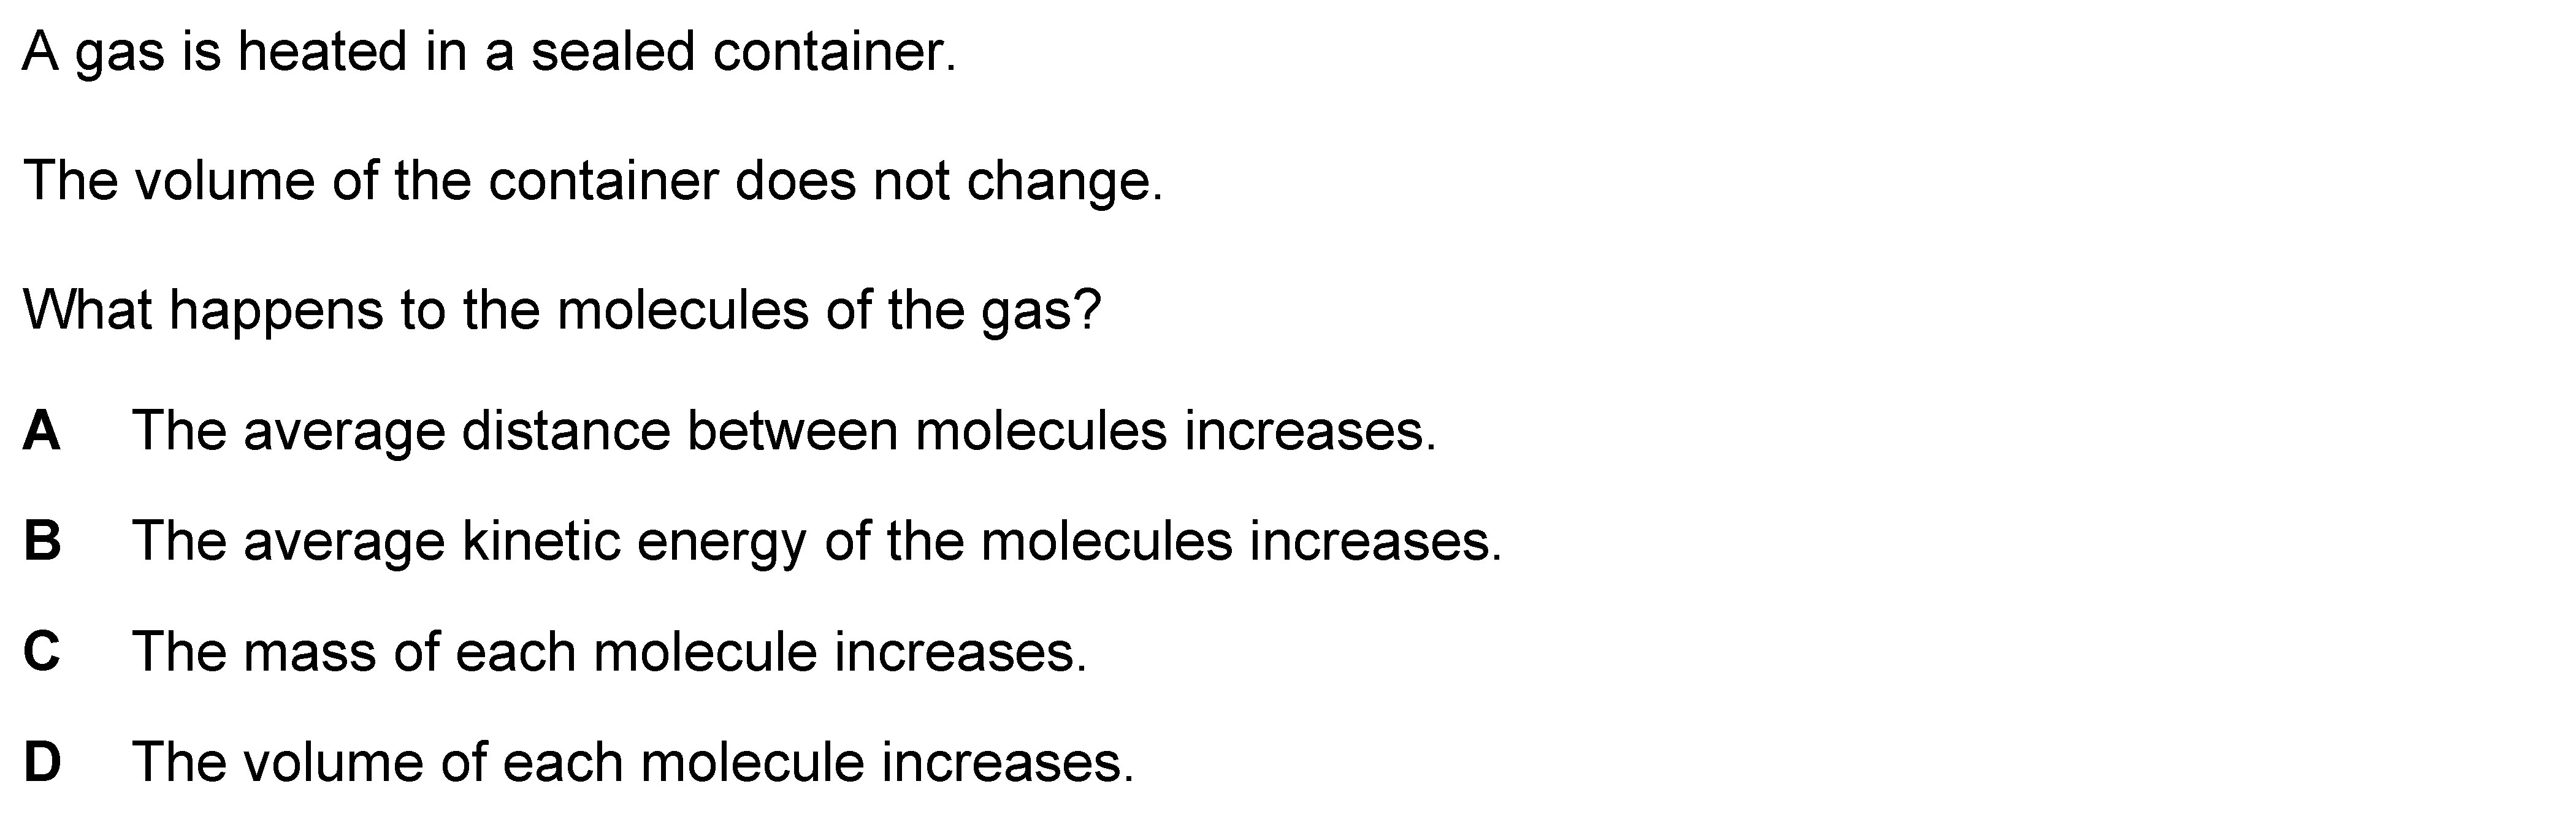 A gas is heated in a sealed container.
The volume of the container does not change.
What happens to the molecules of the gas?
A The average distance between molecules increases.
B The average kinetic energy of the molecules increases.
C The mass of each molecule increases.
D The volume of each molecule increases.